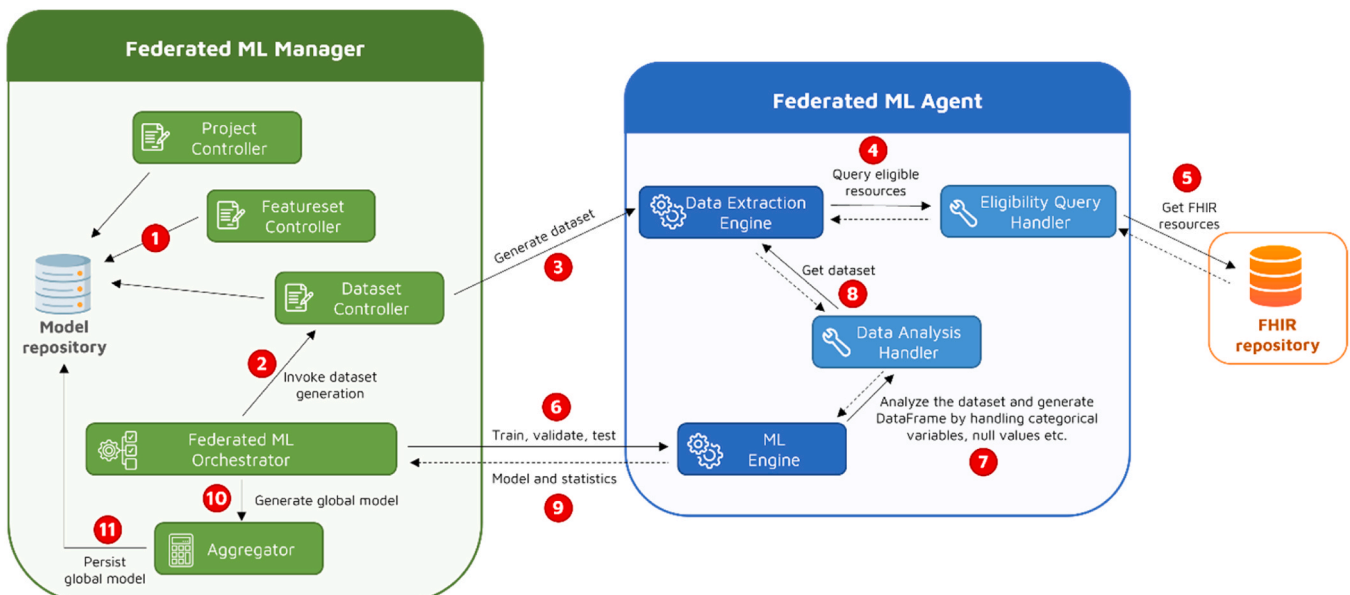 Federated ML Manager
Project
Controller
Featureset
Controller
1
Model
repository
Dataset
Controller
2
Invoke dataset
generation
Federated ML
Orchestrator
10
Generate global model
11
Persist
global model
Aggregator
Generate dataset
3
6
Train, validate, test
Model and statistics
9
Federated ML Agent
4
Query eligible
resources
Data Extraction
Engine
Eligibility Query
Handler
Get dataset
8
Data Analysis
Handler
Analyze the dataset and generate
DataFrame by handling categorical
variables, null values etc.
7
ML
Engine
5
Get FHIR
resources
FHIR
repository